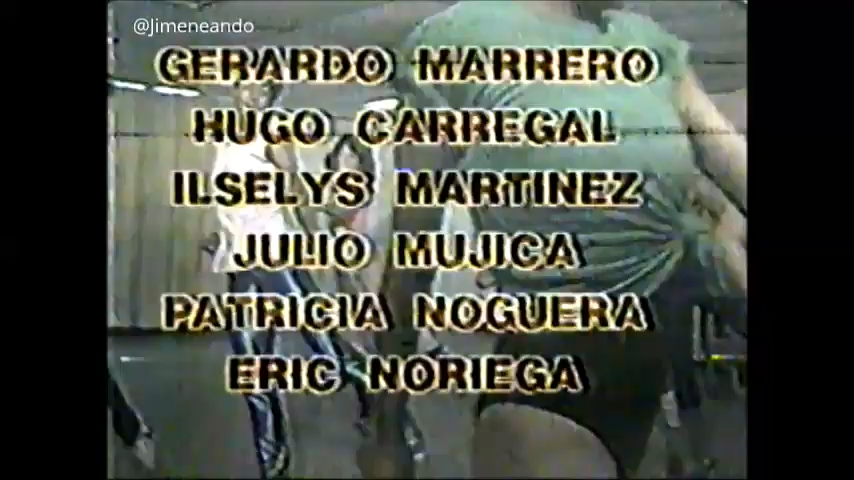 @Jimeneando
GERARDO MARRERO
HUGO CARREGAL
ILSELYS MARTINEZ
JULIO MUJICA
PATRICIA NOGUERA
ERIC NORIEGA